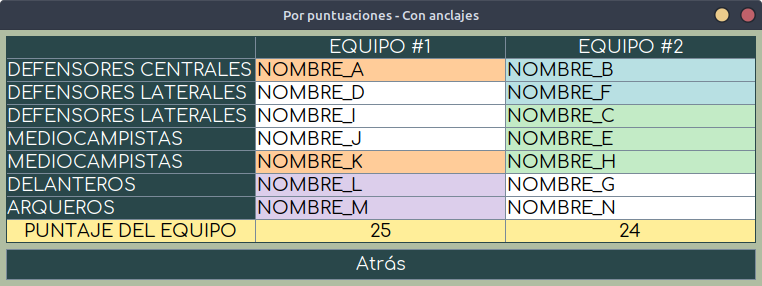 Por puntuaciones - Con anclajes
EQUIPO #1 EQUIPO #2
DEFENSORES CENTRALES NOMBRE_A NOMBRE_B
DEFENSORES LATERALES NOMBRE_D NOMBRE_F
DEFENSORES LATERALES NOMBRE_I NOMBRE_C
MEDIOCAMPISTAS NOMBRE_J NOMBRE_E
MEDIOCAMPISTAS NOMBRE_K NOMBRE_H
DELANTEROS NOMBRE_L NOMBRE_G
ARQUEROS NOMBRE_M NOMBRE_N
PUNTAJE DEL EQUIPO 25 24
Atrás